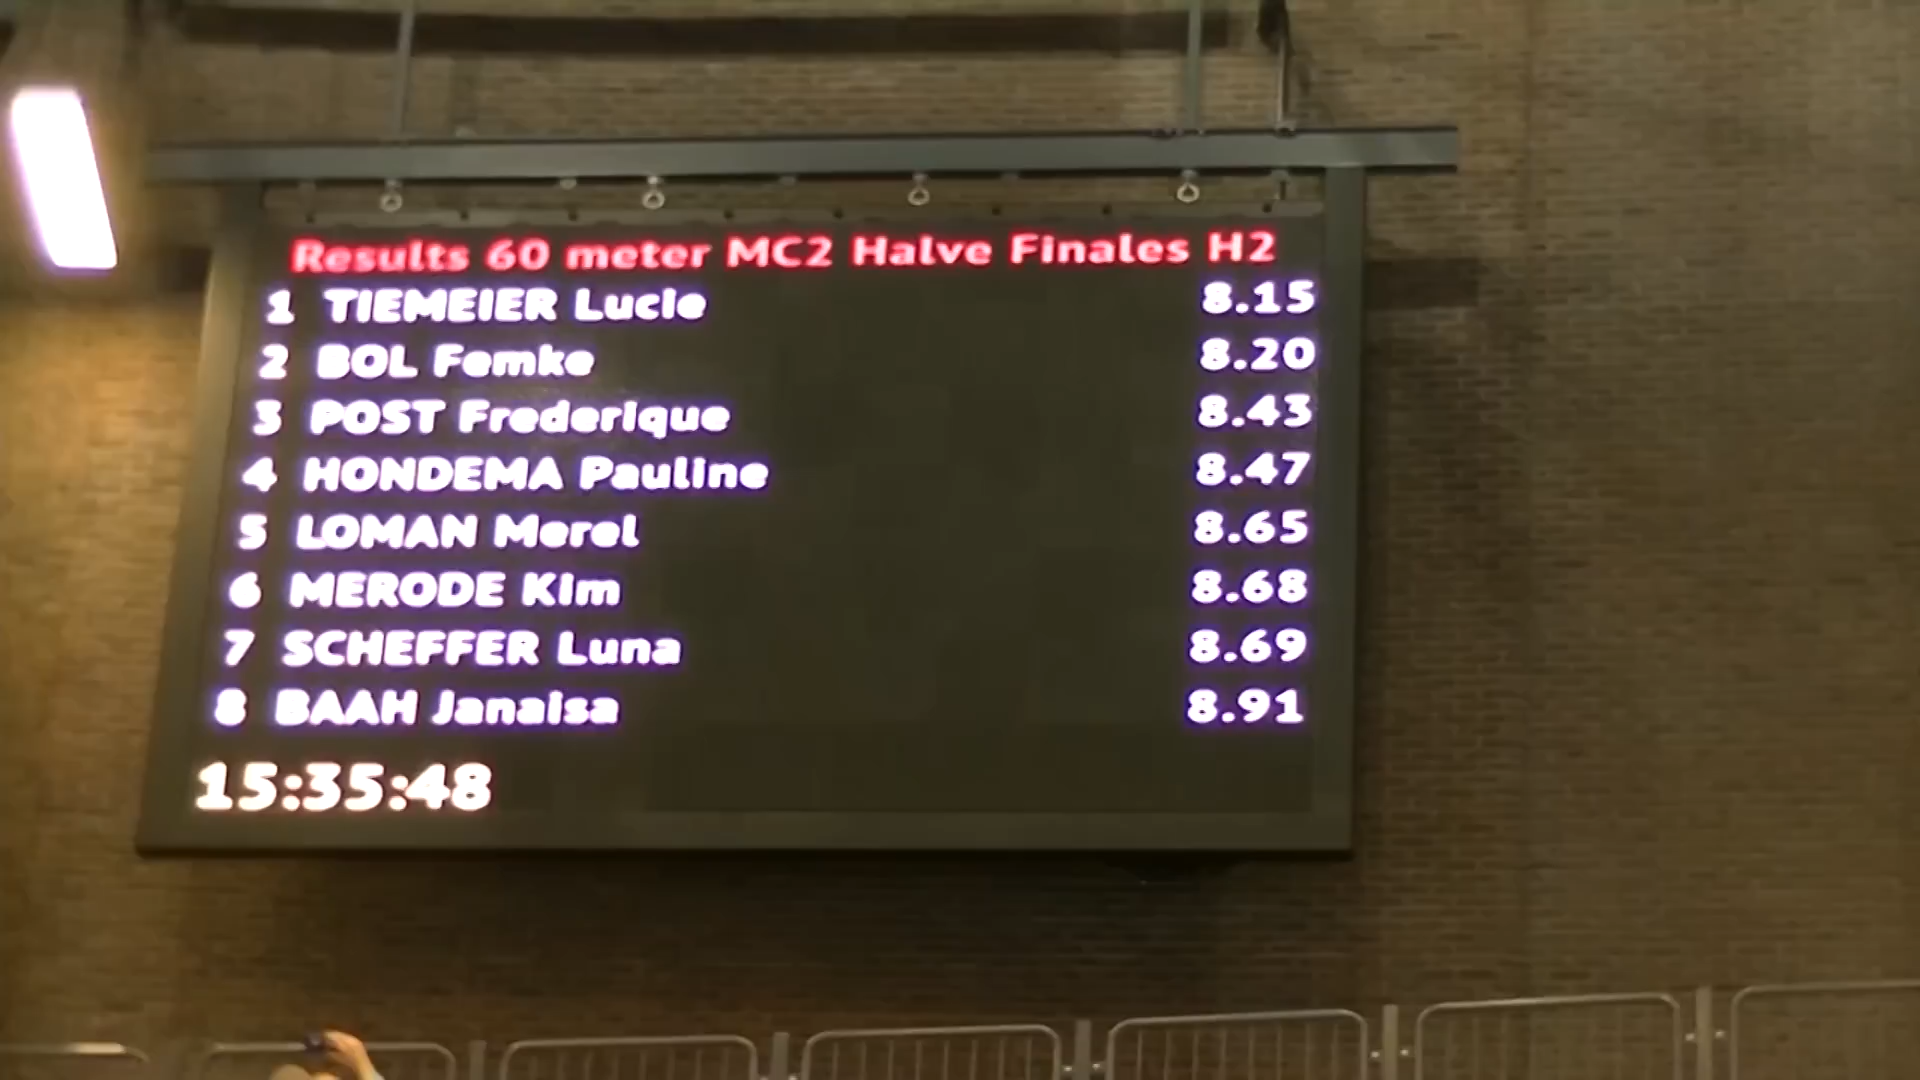 Results 60 meter MC2 Halve Finales H2
1 TIEMEIER Lucie 8.15
2 BOL Femke 8.20
3 POST Frederique 8.43
4 HONDEMA Pauline 8.47
5 LOMAN Merel 8.65
6 MERODE Kim 8.68
7 SCHEFFER Luna 8.69
8 BAAH Janaisa 8.91
15:35:48